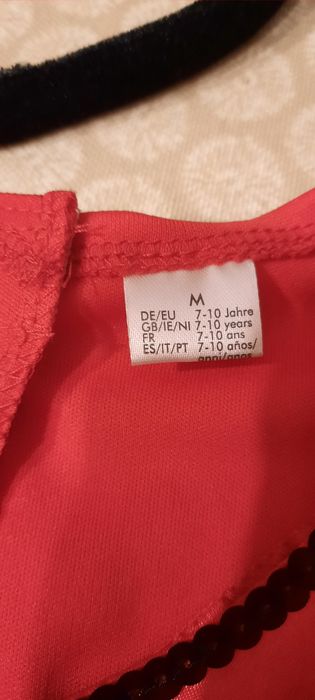 M
DE/EU 7-10 Jahre
GB/IE/NI 7-10 years
FR 7-10 ans
ES/IT/PT 7-10 años/
anni/anos